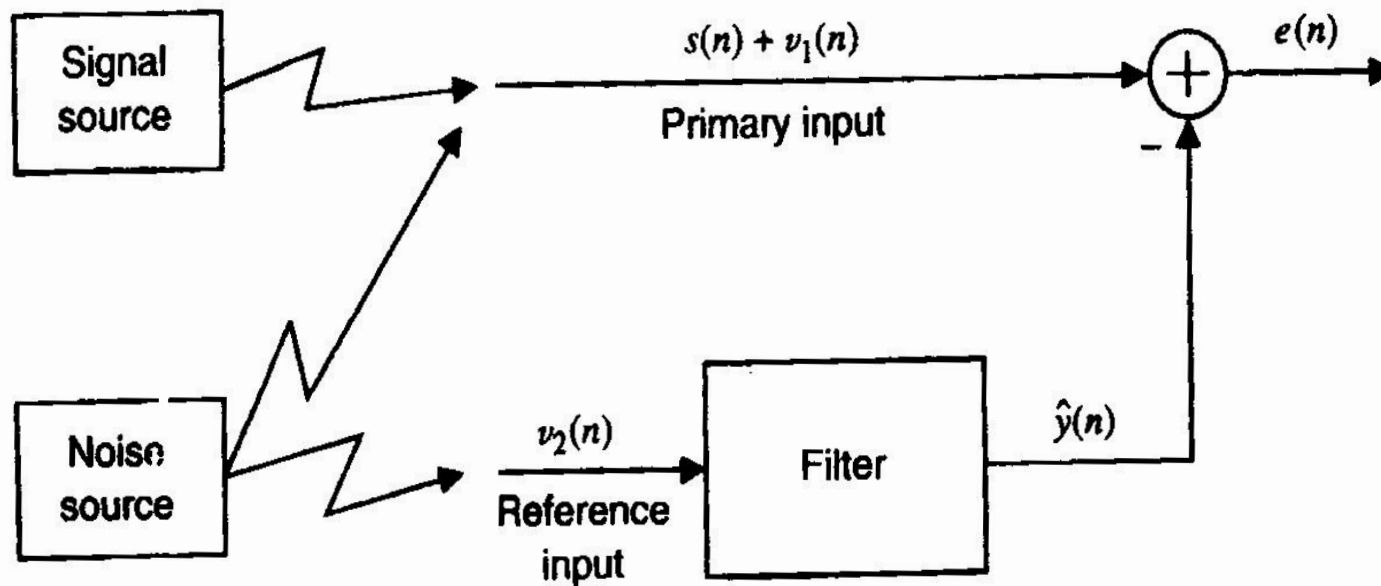 Signal
source
s(n) + v₁(n)
Primary input
+
e(n)
−
Noise
source
v₂(n)
Reference
input
Filter
ŷ(n)